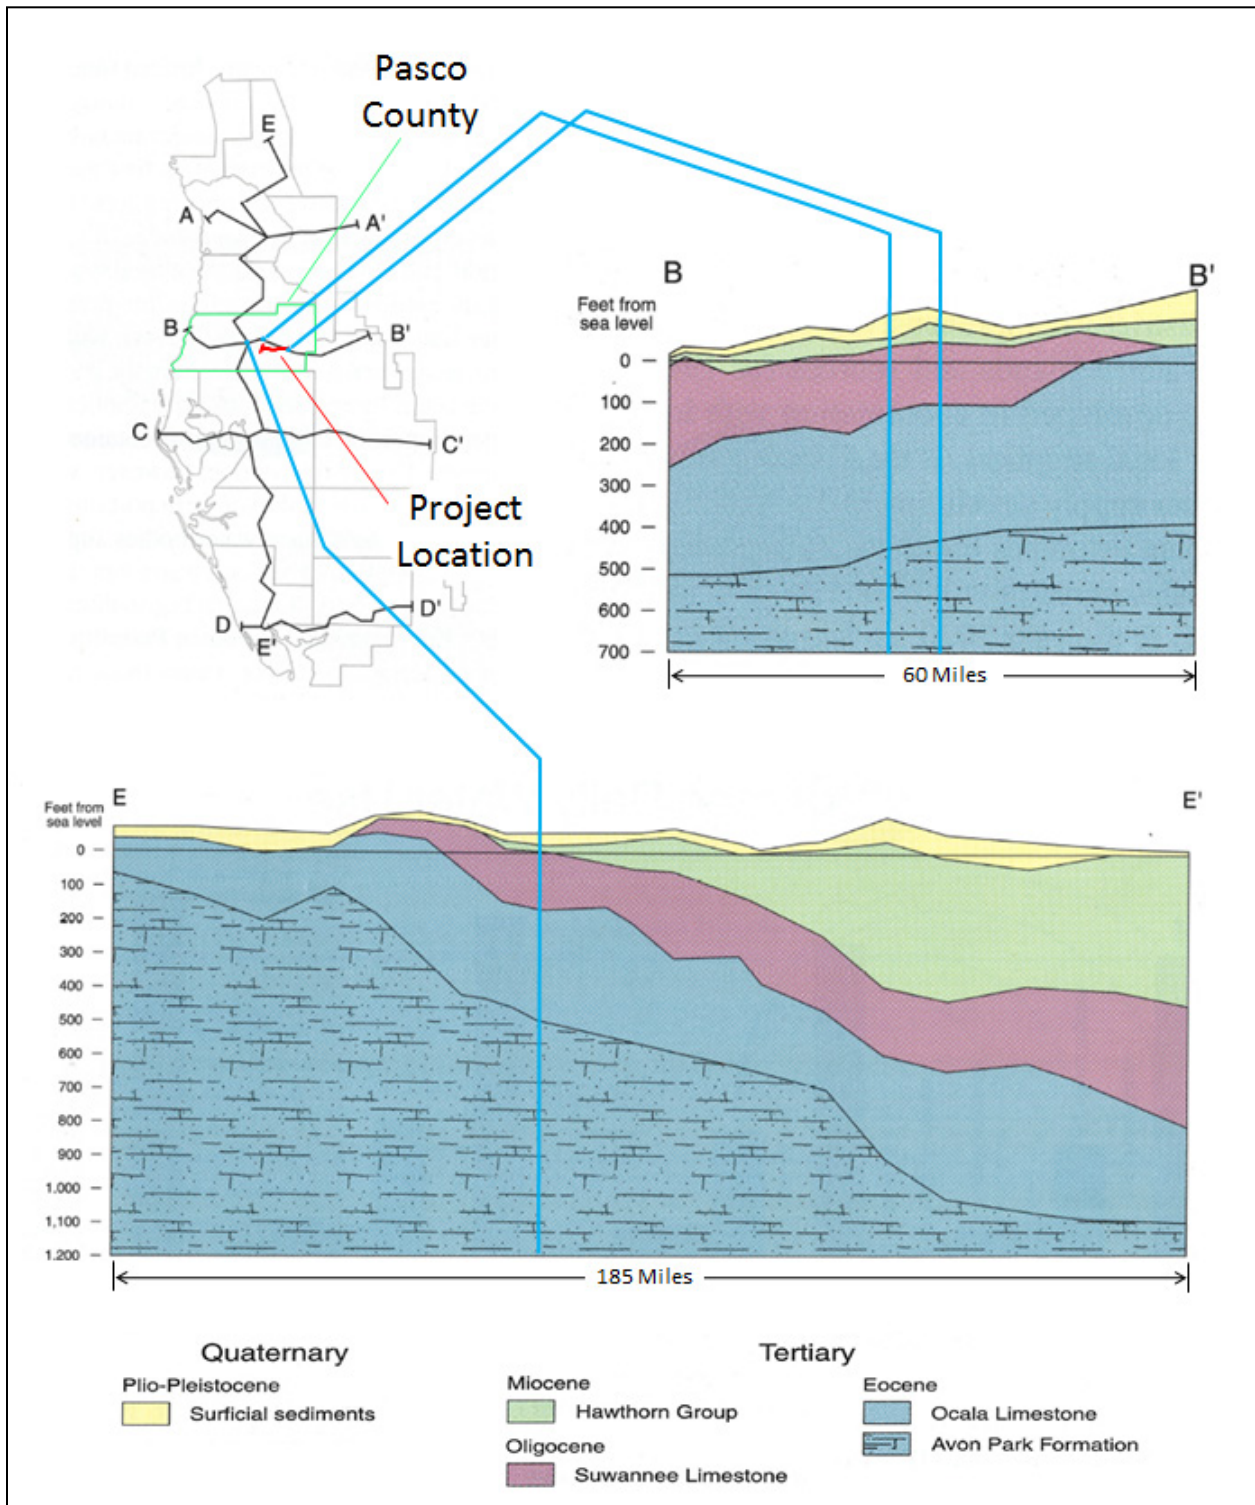 Pasco
County
E
A
A'
B
B'
C
C'
Project
Location
D
D'
E'
B
B'
Feet from
sea level
0
100
200
300
400
500
600
700
60 Miles
E
E'
Feet from
sea level
0
100
200
300
400
500
600
700
800
900
1.000
1,100
1.200
185 Miles
Quaternary
Tertiary
Plio-Pleistocene
Surficial sediments
Miocene
Hawthorn Group
Oligocene
Suwannee Limestone
Eocene
Ocala Limestone
Avon Park Formation